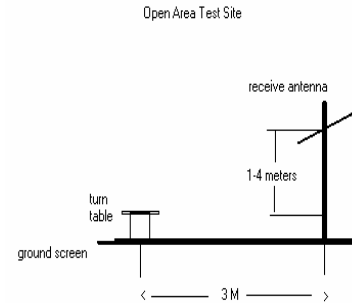 Open Area Test Site
receive antenna
1-4 meters
turn
table
ground screen
3 M